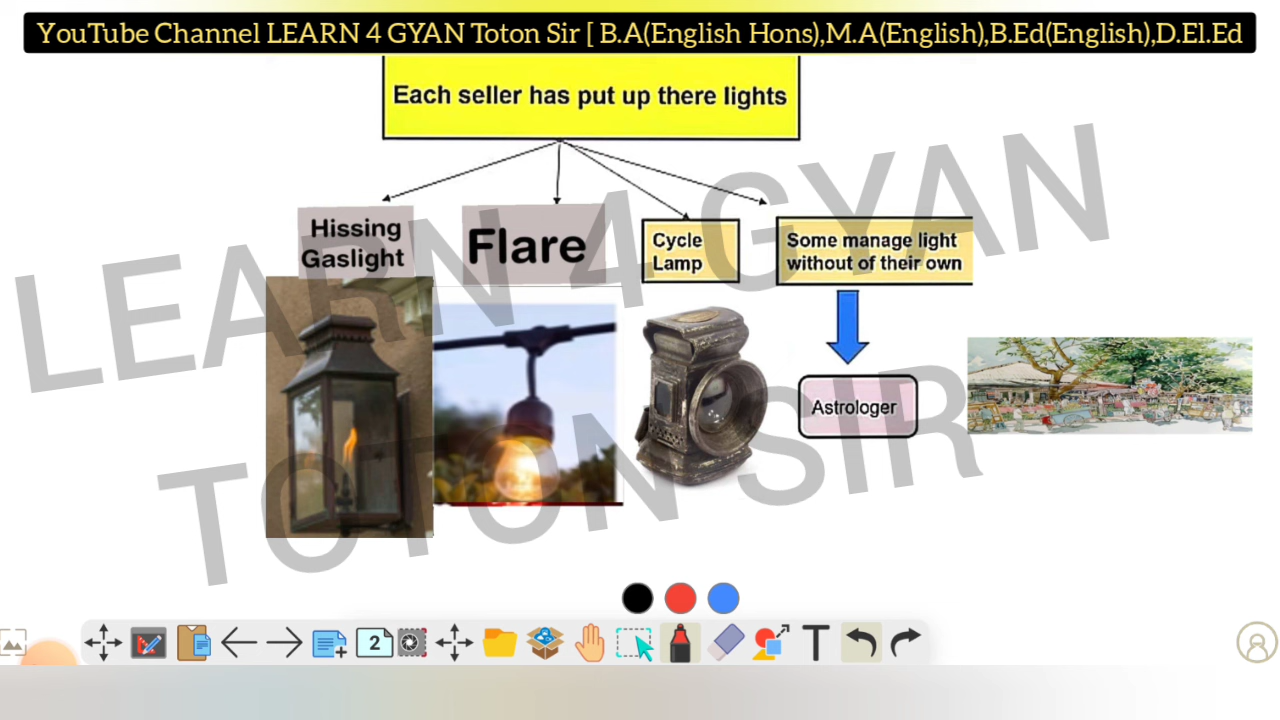 YouTube Channel LEARN 4 GYAN Toton Sir [ B.A(English Hons),M.A(English),B.Ed(English),D.El.Ed
Each seller has put up there lights
Hissing
Gaslight
Flare
Cycle
Lamp
Some manage light
without of their own
Astrologer
LEARN 4 GYAN
TOTON SIR
2
T